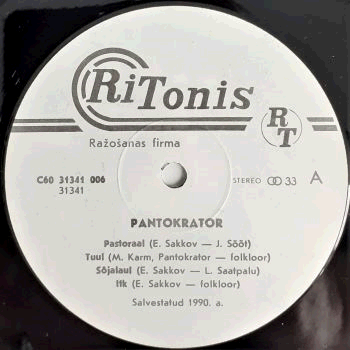 RiTonis
RT
Ražošanas firma
C60 31341 006
31341
STEREO 33 A
PANTOKRATOR
Pastoraal (E. Sakkov — J. Sööt)
Tuul (M. Karm, Pantokrator — folkloor)
Sõjalaul (E. Sakkov — L. Saatpalu)
Itk (E. Sakkov — folkloor)
Salvestatud 1990. a.